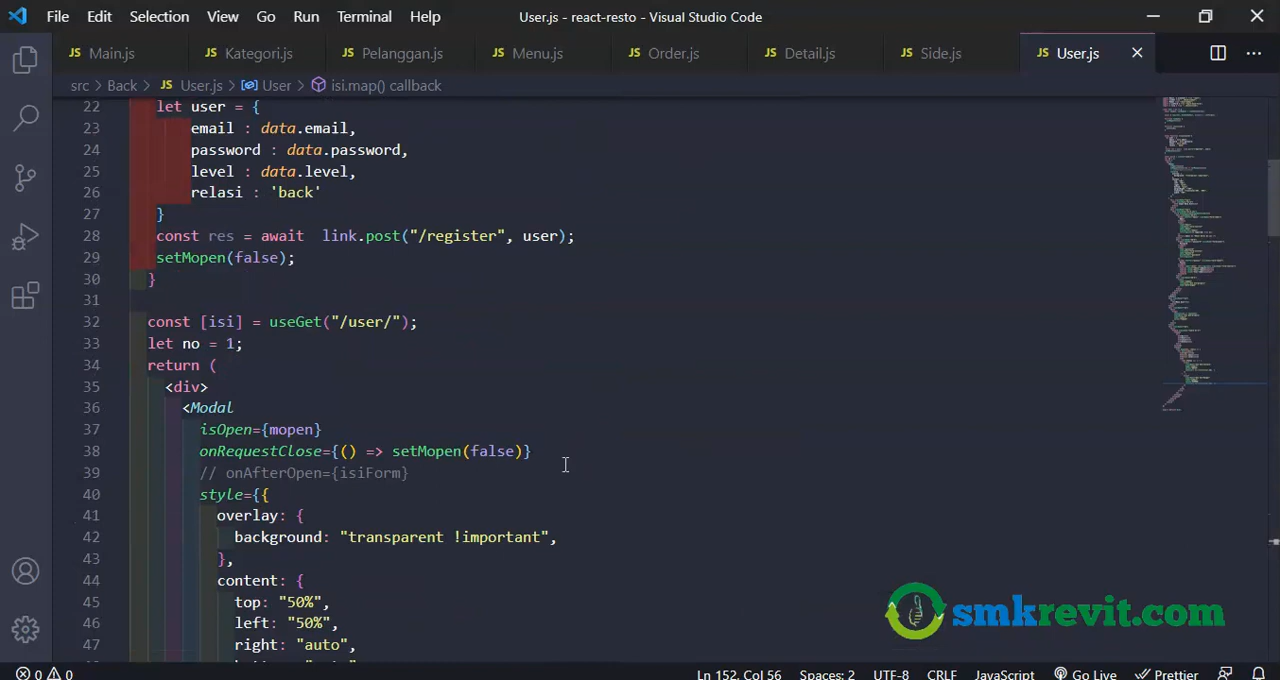 File Edit Selection View Go Run Terminal Help User.js - react-resto - Visual Studio Code
JS Main.js JS Kategori.js JS Pelanggan.js JS Menu.js JS Order.js JS Detail.js JS Side.js JS User.js
src > Back > JS User.js > User > isi.map() callback
22 let user = {
23 email : data.email,
24 password : data.password,
25 level : data.level,
26 relasi : 'back'
27 }
28 const res = await link.post("/register", user);
29 setMopen(false);
30 }
31
32 const [isi] = useGet("/user/");
33 let no = 1;
34 return (
35 <div>
36 <Modal
37 isOpen={mopen}
38 onRequestClose={() => setMopen(false)}
39 // onAfterOpen={isiForm}
40 style={{
41 overlay: {
42 background: "transparent !important",
43 },
44 content: {
45 top: "50%",
46 left: "50%",
47 right: "auto",
smkrevit.com
0 0 Ln 152, Col 56 Spaces: 2 UTF-8 CRLF JavaScript Go Live Prettier